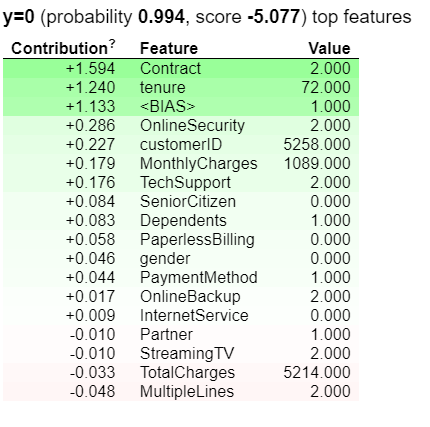 y=0 (probability 0.994, score -5.077) top features
Contribution? Feature Value
+1.594 Contract 2.000
+1.240 tenure 72.000
+1.133 <BIAS> 1.000
+0.286 OnlineSecurity 2.000
+0.227 customerID 5258.000
+0.179 MonthlyCharges 1089.000
+0.176 TechSupport 2.000
+0.084 SeniorCitizen 0.000
+0.083 Dependents 1.000
+0.058 PaperlessBilling 0.000
+0.046 gender 0.000
+0.044 PaymentMethod 1.000
+0.017 OnlineBackup 2.000
+0.009 InternetService 0.000
-0.010 Partner 1.000
-0.010 StreamingTV 2.000
-0.033 TotalCharges 5214.000
-0.048 MultipleLines 2.000